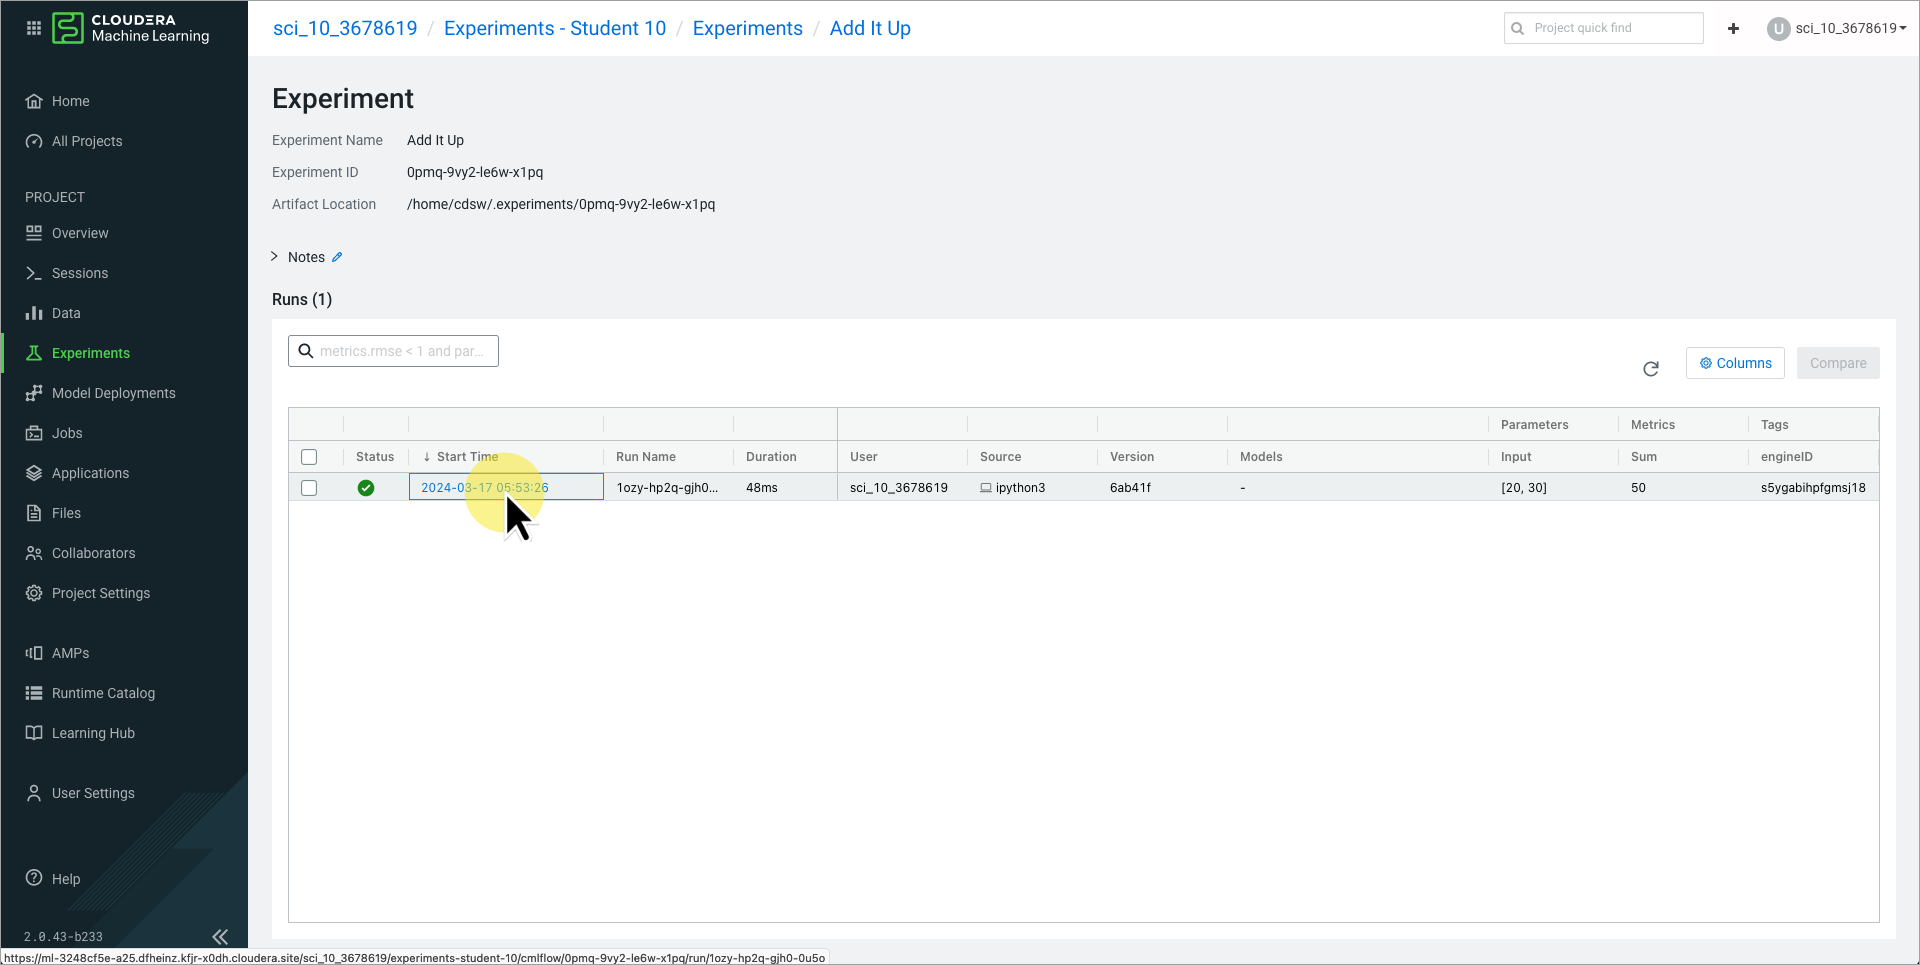 CLOUDERA
Machine Learning
sci_10_3678619 / Experiments - Student 10 / Experiments / Add It Up
Project quick find
+
U sci_10_3678619
Home
All Projects
PROJECT
Overview
Sessions
Data
Experiments
Model Deployments
Jobs
Applications
Files
Collaborators
Project Settings
AMPs
Runtime Catalog
Learning Hub
User Settings
Help
2.0.43-b233
Experiment
Experiment Name Add It Up
Experiment ID 0pmq-9vy2-le6w-x1pq
Artifact Location /home/cdsw/.experiments/0pmq-9vy2-le6w-x1pq
Notes
Runs (1)
metrics.rmse < 1 and par...
Columns
Compare
Parameters Metrics Tags
Status ↓ Start Time Run Name Duration User Source Version Models Input Sum engineID
2024-03-17 05:53:26 1ozy-hp2q-gjh0... 48ms sci_10_3678619 ipython3 6ab41f - [20, 30] 50 s5ygabihpfgmsj18
https://ml-3248cf5e-a25.dfheinz.kfjr-x0dh.cloudera.site/sci_10_3678619/experiments-student-10/cmlflow/0pmq-9vy2-le6w-x1pq/run/1ozy-hp2q-gjh0-0u5o